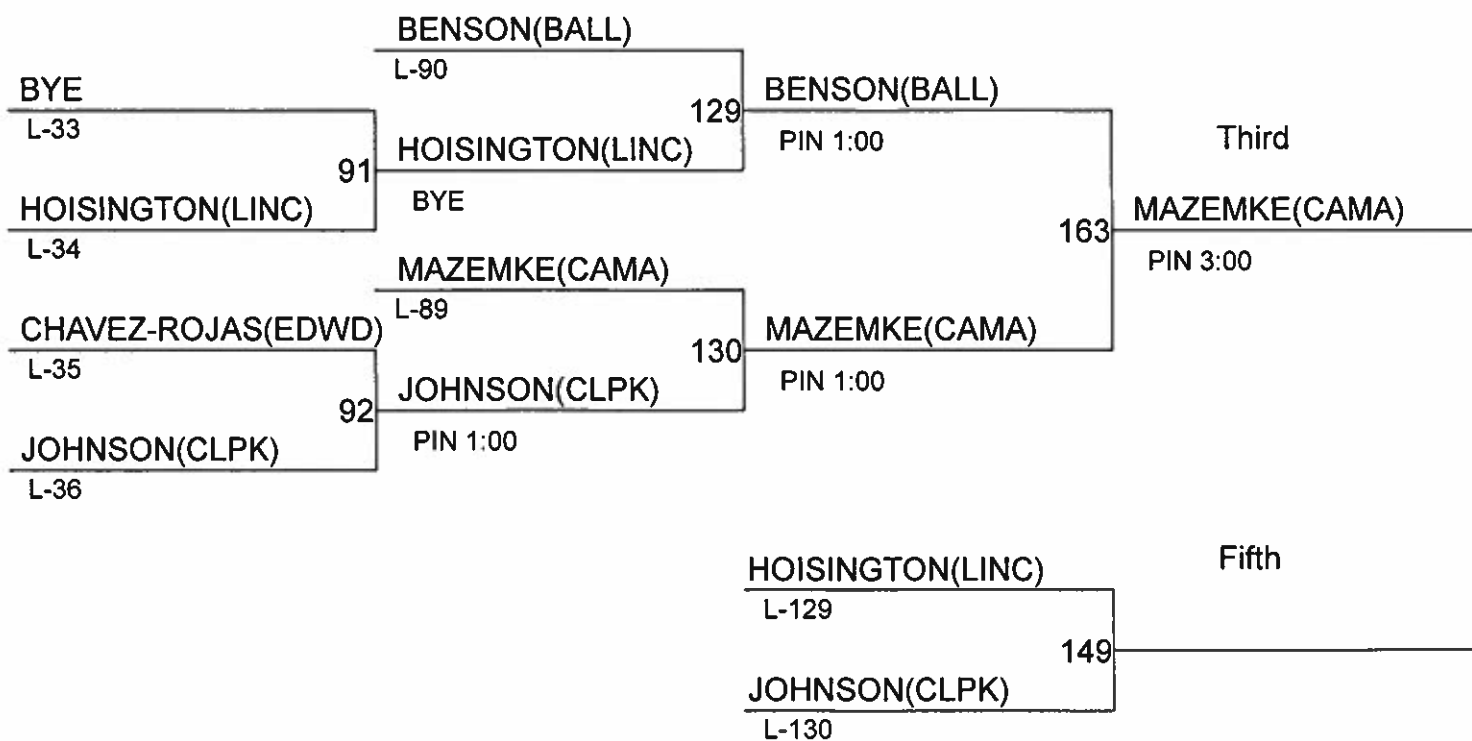 BENSON(BALL)
L-90
BYE
L-33
129
BENSON(BALL)
PIN 1:00
Third
91
HOISINGTON(LINC)
BYE
HOISINGTON(LINC)
L-34
163
MAZEMKE(CAMA)
PIN 3:00
MAZEMKE(CAMA)
L-89
CHAVEZ-ROJAS(EDWD)
L-35
130
MAZEMKE(CAMA)
PIN 1:00
92
JOHNSON(CLPK)
PIN 1:00
JOHNSON(CLPK)
L-36
Fifth
HOISINGTON(LINC)
L-129
149
JOHNSON(CLPK)
L-130